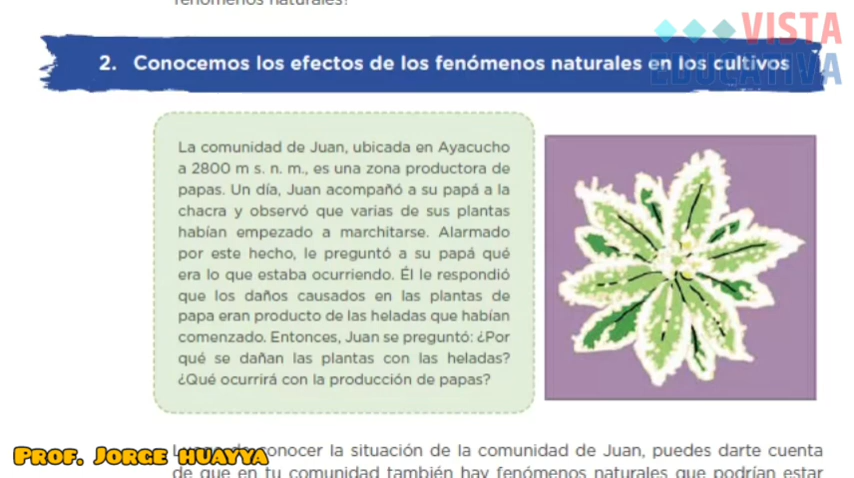 fenómenos naturales?
VISTA
EDUCATIVA
2. Conocemos los efectos de los fenómenos naturales en los cultivos
La comunidad de Juan, ubicada en Ayacucho
a 2800 m s. n. m., es una zona productora de
papas. Un día, Juan acompañó a su papá a la
chacra y observó que varias de sus plantas
habían empezado a marchitarse. Alarmado
por este hecho, le preguntó a su papá qué
era lo que estaba ocurriendo. Él le respondió
que los daños causados en las plantas de
papa eran producto de las heladas que habían
comenzado. Entonces, Juan se preguntó: ¿Por
qué se dañan las plantas con las heladas?
¿Qué ocurrirá con la producción de papas?
conocer la situación de la comunidad de Juan, puedes darte cuenta
PROF. JORGE HUAYYA
de que en tu comunidad también hay fenómenos naturales que podrían estar